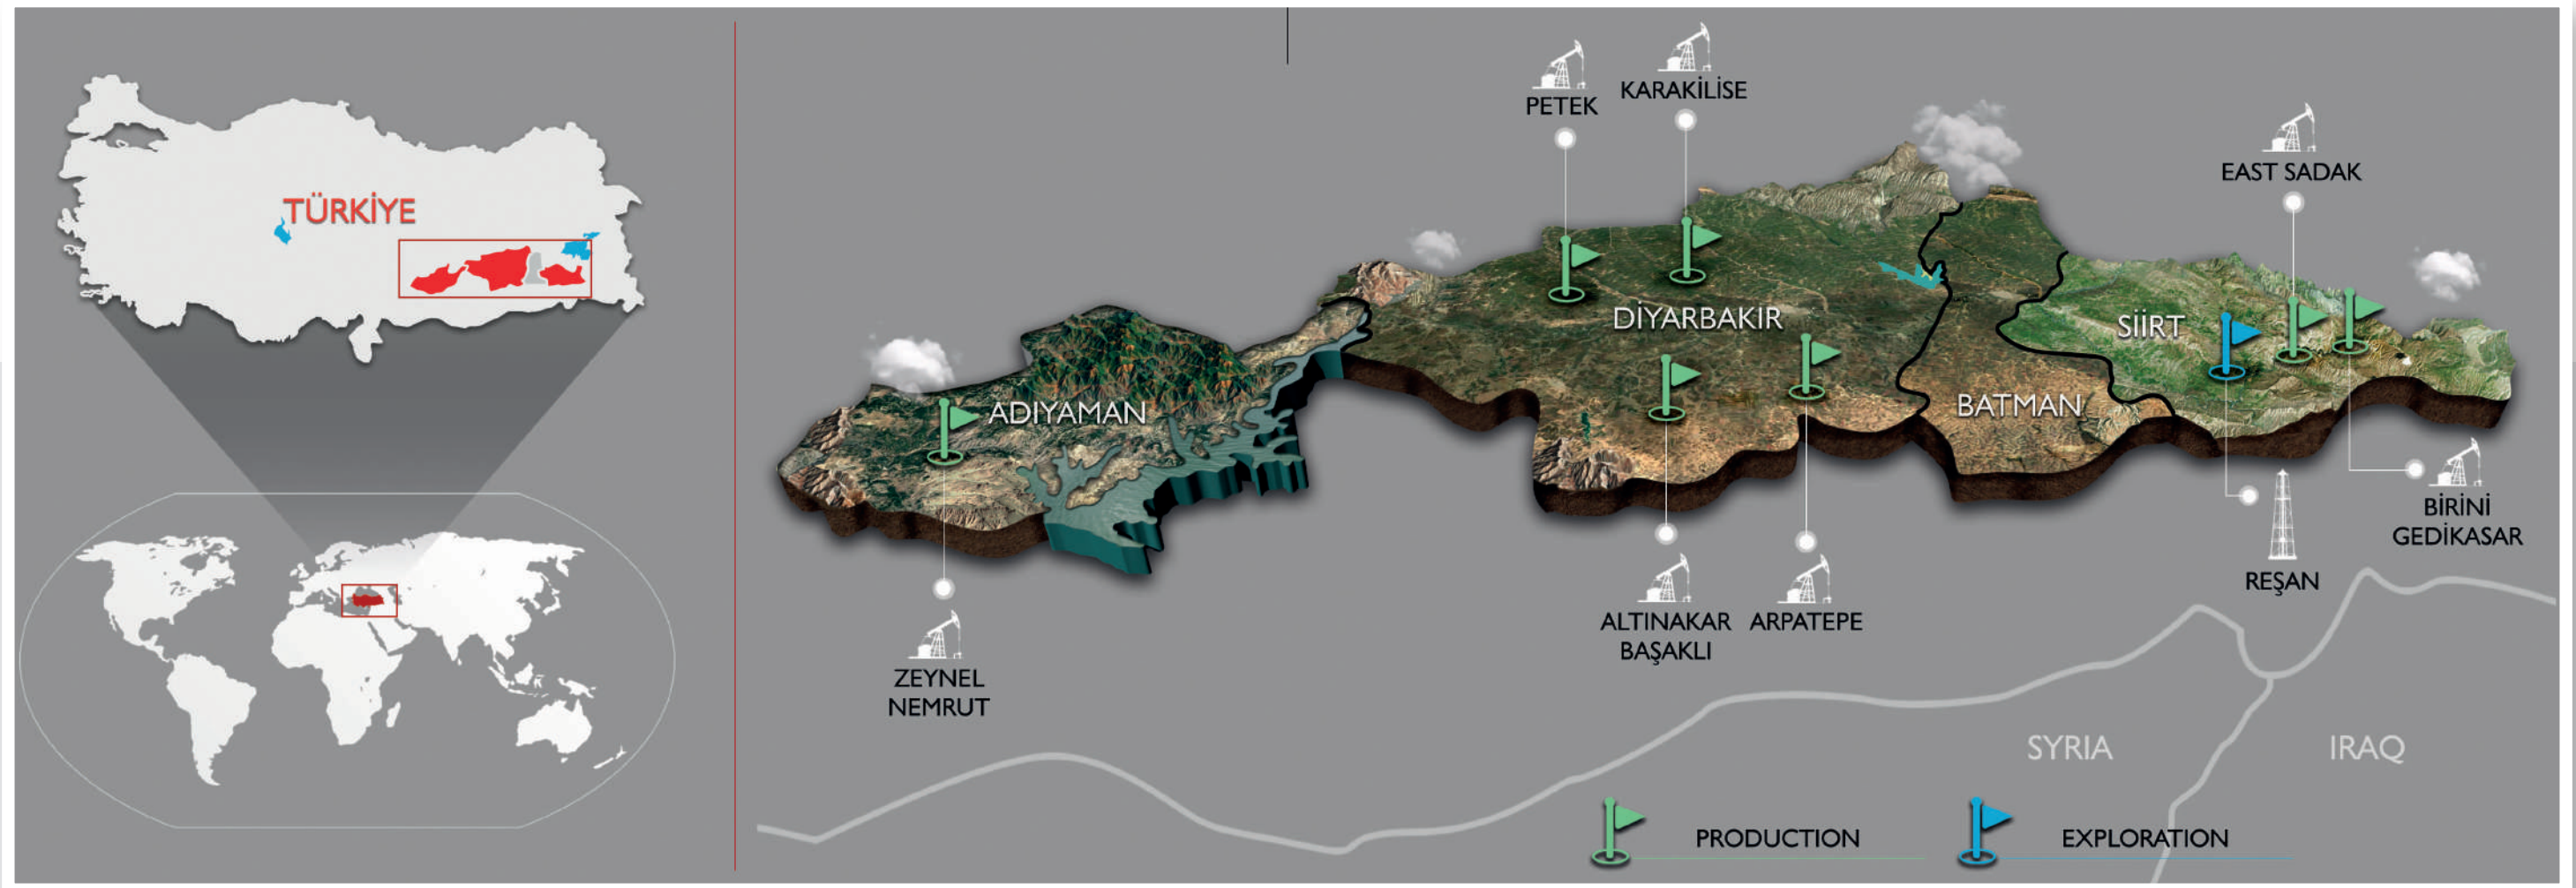 TÜRKİYE
PETEK
KARAKİLİSE
EAST SADAK
DİYARBAKIR
SİİRT
ADIYAMAN
BATMAN
BİRİNİ
GEDİKASAR
REŞAN
ALTINAKAR
BAŞAKLI
ARPATEPE
ZEYNEL
NEMRUT
SYRIA
IRAQ
PRODUCTION
EXPLORATION